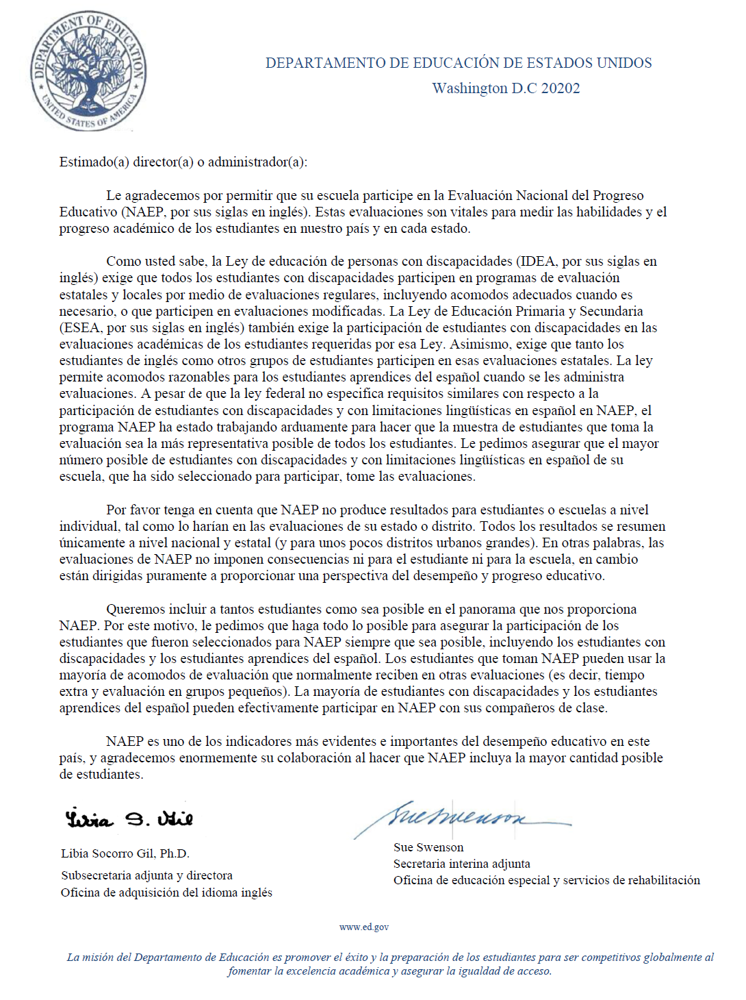 DEPARTMENT OF EDUCATION
UNITED STATES OF AMERICA
DEPARTAMENTO DE EDUCACIÓN DE ESTADOS UNIDOS
Washington D.C 20202
Estimado(a) director(a) o administrador(a):
Le agradecemos por permitir que su escuela participe en la Evaluación Nacional del Progreso
Educativo (NAEP, por sus siglas en inglés). Estas evaluaciones son vitales para medir las habilidades y el
progreso académico de los estudiantes en nuestro país y en cada estado.
Como usted sabe, la Ley de educación de personas con discapacidades (IDEA, por sus siglas en
inglés) exige que todos los estudiantes con discapacidades participen en programas de evaluación
estatales y locales por medio de evaluaciones regulares, incluyendo acomodos adecuados cuando es
necesario, o que participen en evaluaciones modificadas. La Ley de Educación Primaria y Secundaria
(ESEA, por sus siglas en inglés) también exige la participación de estudiantes con discapacidades en las
evaluaciones académicas de los estudiantes requeridas por esa Ley. Asimismo, exige que tanto los
estudiantes de inglés como otros grupos de estudiantes participen en esas evaluaciones estatales. La ley
permite acomodos razonables para los estudiantes aprendices del español cuando se les administra
evaluaciones. A pesar de que la ley federal no especifica requisitos similares con respecto a la
participación de estudiantes con discapacidades y con limitaciones lingüísticas en español en NAEP, el
programa NAEP ha estado trabajando arduamente para hacer que la muestra de estudiantes que toma la
evaluación sea la más representativa posible de todos los estudiantes. Le pedimos asegurar que el mayor
número posible de estudiantes con discapacidades y con limitaciones lingüísticas en español de su
escuela, que ha sido seleccionado para participar, tome las evaluaciones.
Por favor tenga en cuenta que NAEP no produce resultados para estudiantes o escuelas a nivel
individual, tal como lo harían en las evaluaciones de su estado o distrito. Todos los resultados se resumen
únicamente a nivel nacional y estatal (y para unos pocos distritos urbanos grandes). En otras palabras, las
evaluaciones de NAEP no imponen consecuencias ni para el estudiante ni para la escuela, en cambio
están dirigidas puramente a proporcionar una perspectiva del desempeño y progreso educativo.
Queremos incluir a tantos estudiantes como sea posible en el panorama que nos proporciona
NAEP. Por este motivo, le pedimos que haga todo lo posible para asegurar la participación de los
estudiantes que fueron seleccionados para NAEP siempre que sea posible, incluyendo los estudiantes con
discapacidades y los estudiantes aprendices del español. Los estudiantes que toman NAEP pueden usar la
mayoría de acomodos de evaluación que normalmente reciben en otras evaluaciones (es decir, tiempo
extra y evaluación en grupos pequeños). La mayoría de estudiantes con discapacidades y los estudiantes
aprendices del español pueden efectivamente participar en NAEP con sus compañeros de clase.
NAEP es uno de los indicadores más evidentes e importantes del desempeño educativo en este
país, y agradecemos enormemente su colaboración al hacer que NAEP incluya la mayor cantidad posible
de estudiantes.
Libia S. Gil
Libia Socorro Gil, Ph.D.
Subsecretaria adjunta y directora
Oficina de adquisición del idioma inglés
Sue Swenson
Sue Swenson
Secretaria interina adjunta
Oficina de educación especial y servicios de rehabilitación
www.ed.gov
La misión del Departamento de Educación es promover el éxito y la preparación de los estudiantes para ser competitivos globalmente al
fomentar la excelencia académica y asegurar la igualdad de acceso.